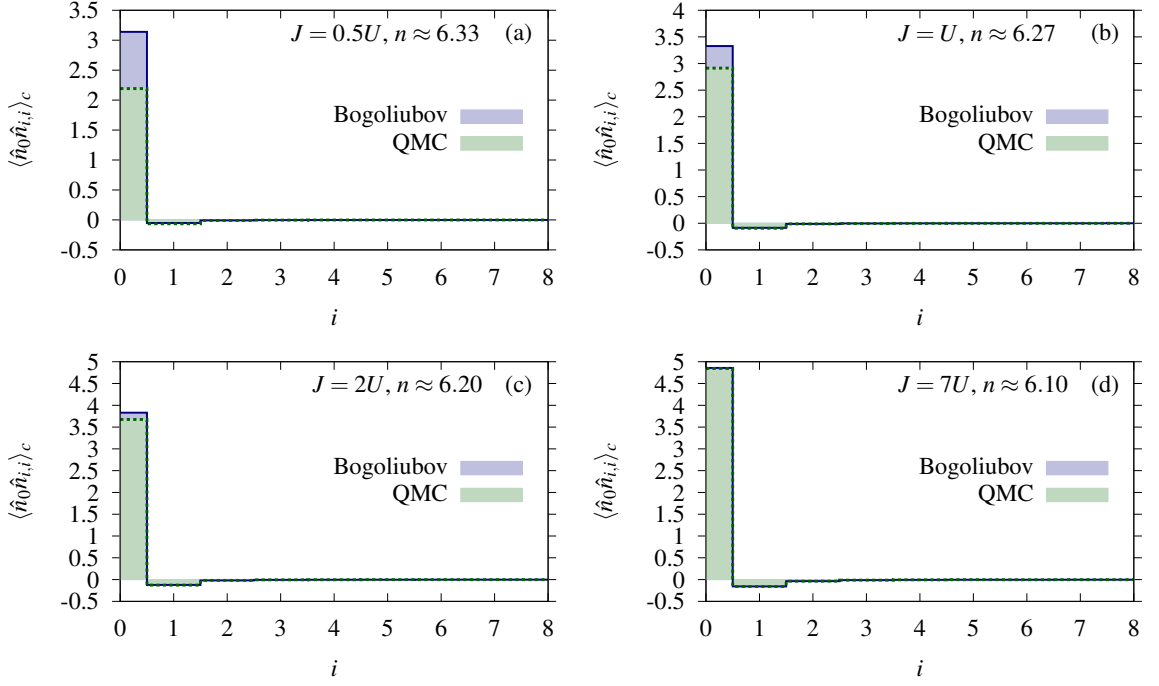 3.5
3
2.5
2
1.5
1
0.5
0
-0.5
⟨n̂₀n̂ᵢ,ᵢ⟩c
J = 0.5U, n ≈ 6.33 (a)
Bogoliubov
QMC
0 1 2 3 4 5 6 7 8
i
4
3.5
3
2.5
2
1.5
1
0.5
0
-0.5
⟨n̂₀n̂ᵢ,ᵢ⟩c
J = U, n ≈ 6.27 (b)
Bogoliubov
QMC
0 1 2 3 4 5 6 7 8
i
5
4.5
4
3.5
3
2.5
2
1.5
1
0.5
0
-0.5
⟨n̂₀n̂ᵢ,ᵢ⟩c
J = 2U, n ≈ 6.20 (c)
Bogoliubov
QMC
0 1 2 3 4 5 6 7 8
i
5
4.5
4
3.5
3
2.5
2
1.5
1
0.5
0
-0.5
⟨n̂₀n̂ᵢ,ᵢ⟩c
J = 7U, n ≈ 6.10 (d)
Bogoliubov
QMC
0 1 2 3 4 5 6 7 8
i